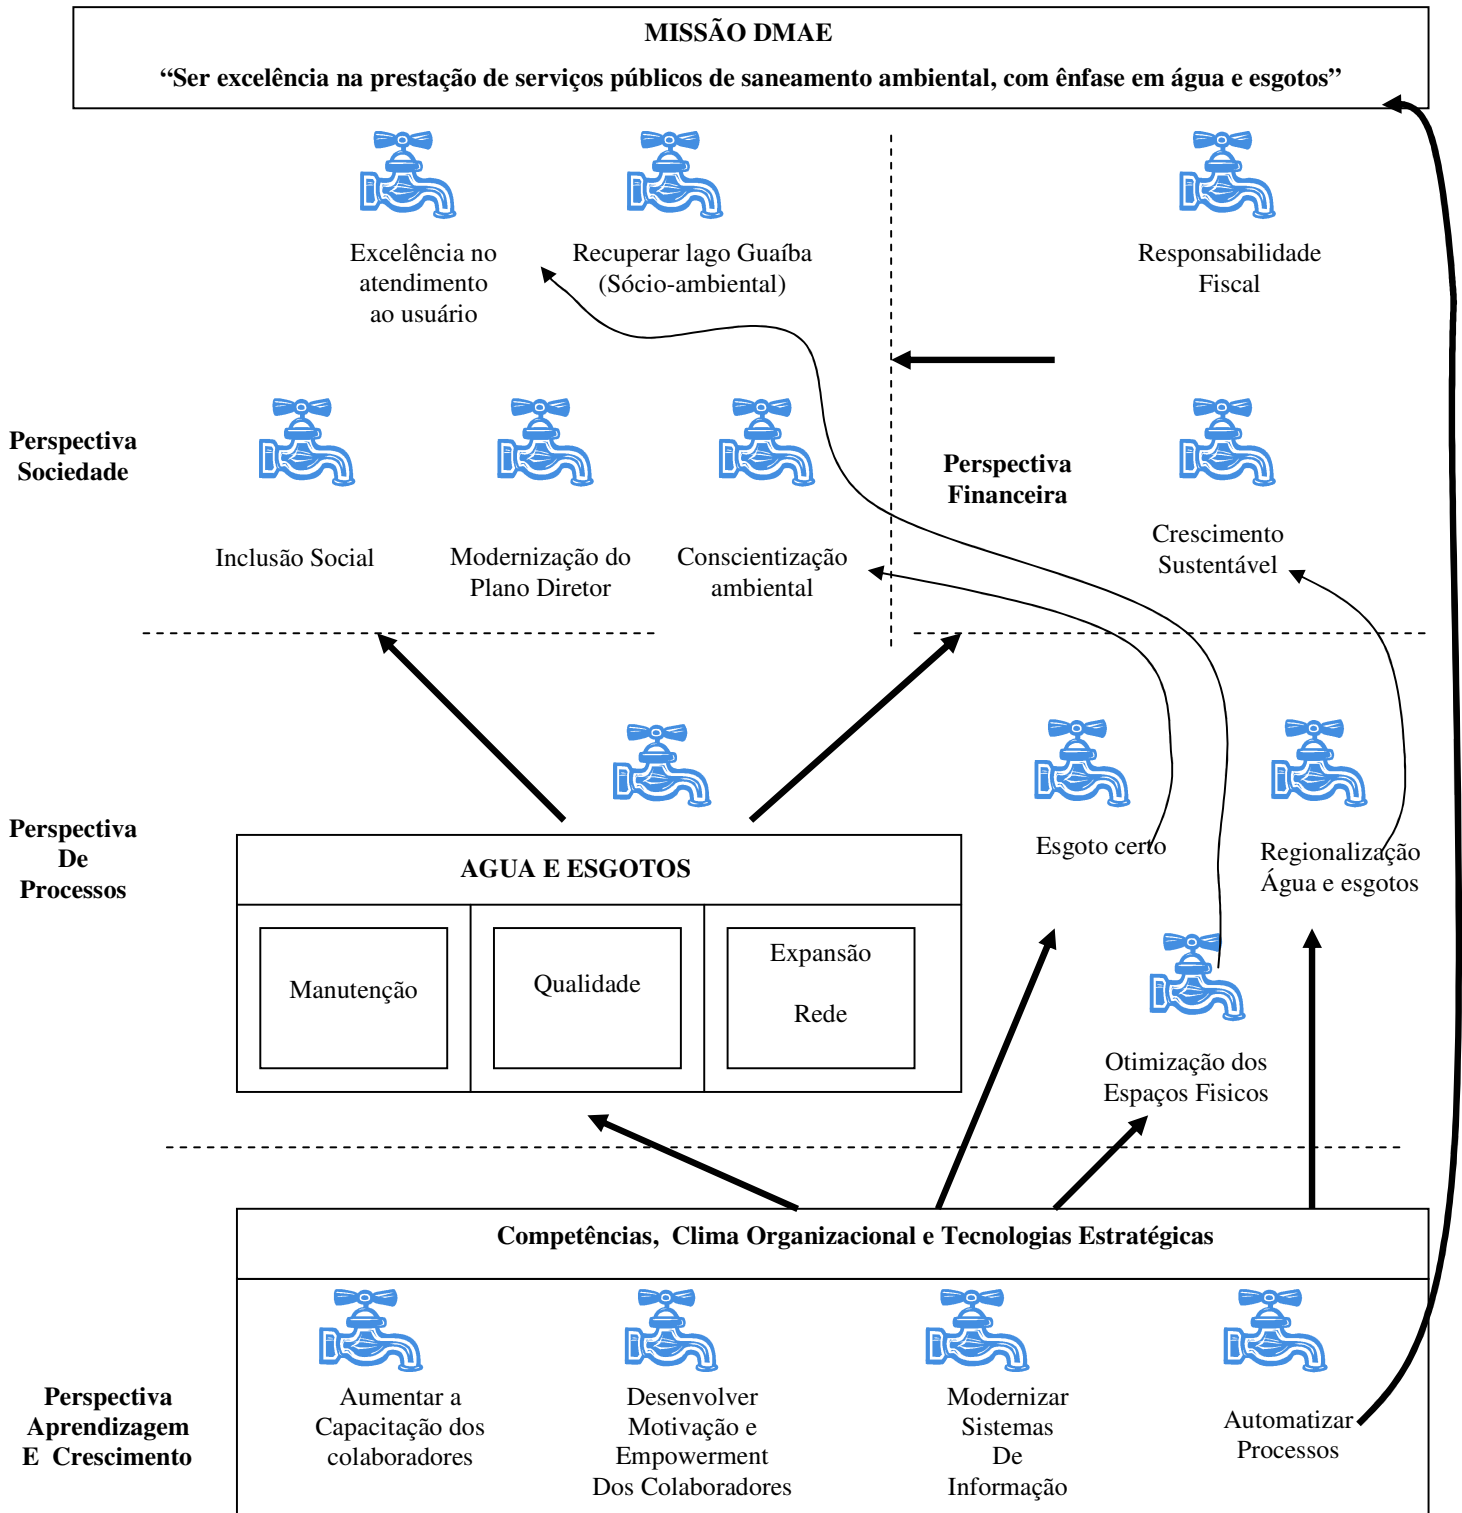 MISSÃO DMAE
“Ser excelência na prestação de serviços públicos de saneamento ambiental, com ênfase em água e esgotos”
Excelência no
atendimento
ao usuário
Recuperar lago Guaíba
(Sócio-ambiental)
Responsabilidade
Fiscal
Perspectiva
Sociedade
Perspectiva
Financeira
Inclusão Social
Modernização do
Plano Diretor
Conscientização
ambiental
Crescimento
Sustentável
Perspectiva
De
Processos
AGUA E ESGOTOS
Manutenção
Qualidade
Expansão
Rede
Esgoto certo
Regionalização
Água e esgotos
Otimização dos
Espaços Fisicos
Competências,  Clima Organizacional e Tecnologias Estratégicas
Perspectiva
Aprendizagem
E  Crescimento
Aumentar a
Capacitação dos
colaboradores
Desenvolver
Motivação e
Empowerment
Dos Colaboradores
Modernizar
Sistemas
De
Informação
Automatizar
Processos